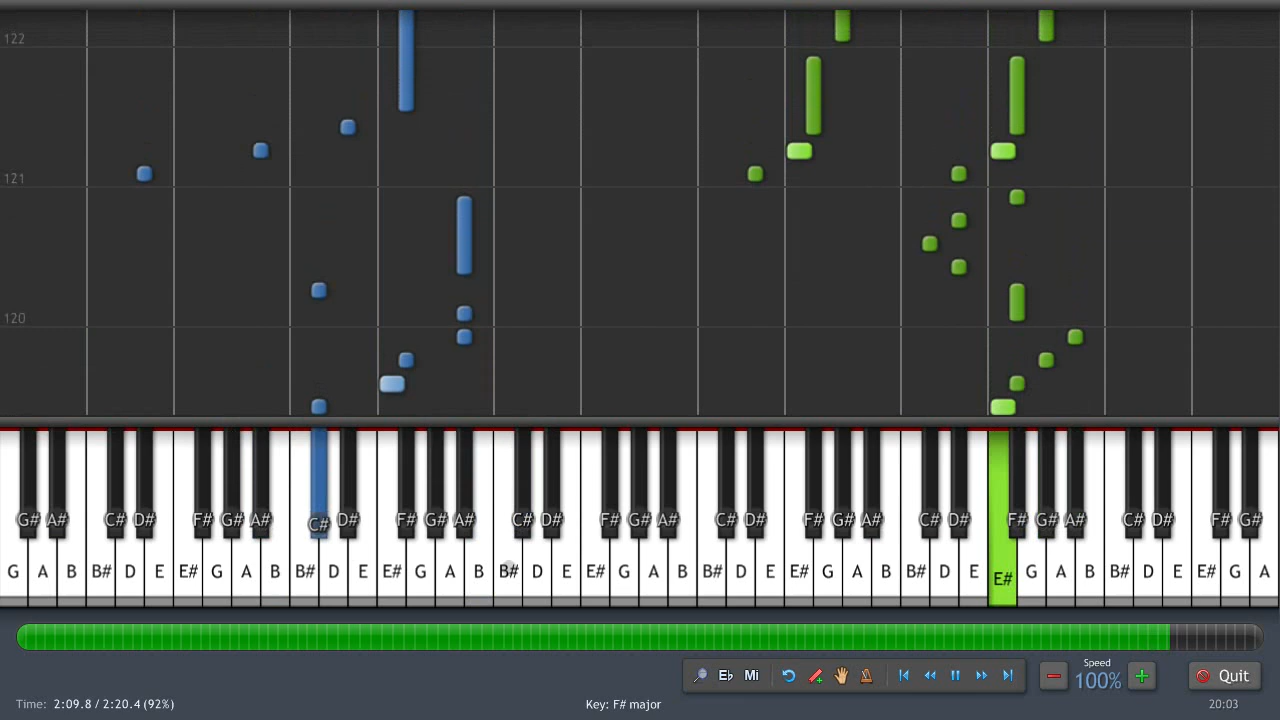 122
121
120
G# A# C# D# F# G# A# C# D# F# G# A# C# D# F# G# A# C# D# F# G# A# C# D# F# G# A# C# D# F# G#
G A B B# D E E# G A B B# D E E# G A B B# D E E# G A B B# D E E# G A B B# D E E# G A B B# D E E# G A
Eb Mi
Speed
100%
Quit
Time: 2:09.8 / 2:20.4 (92%)
Key: F# major
20:03